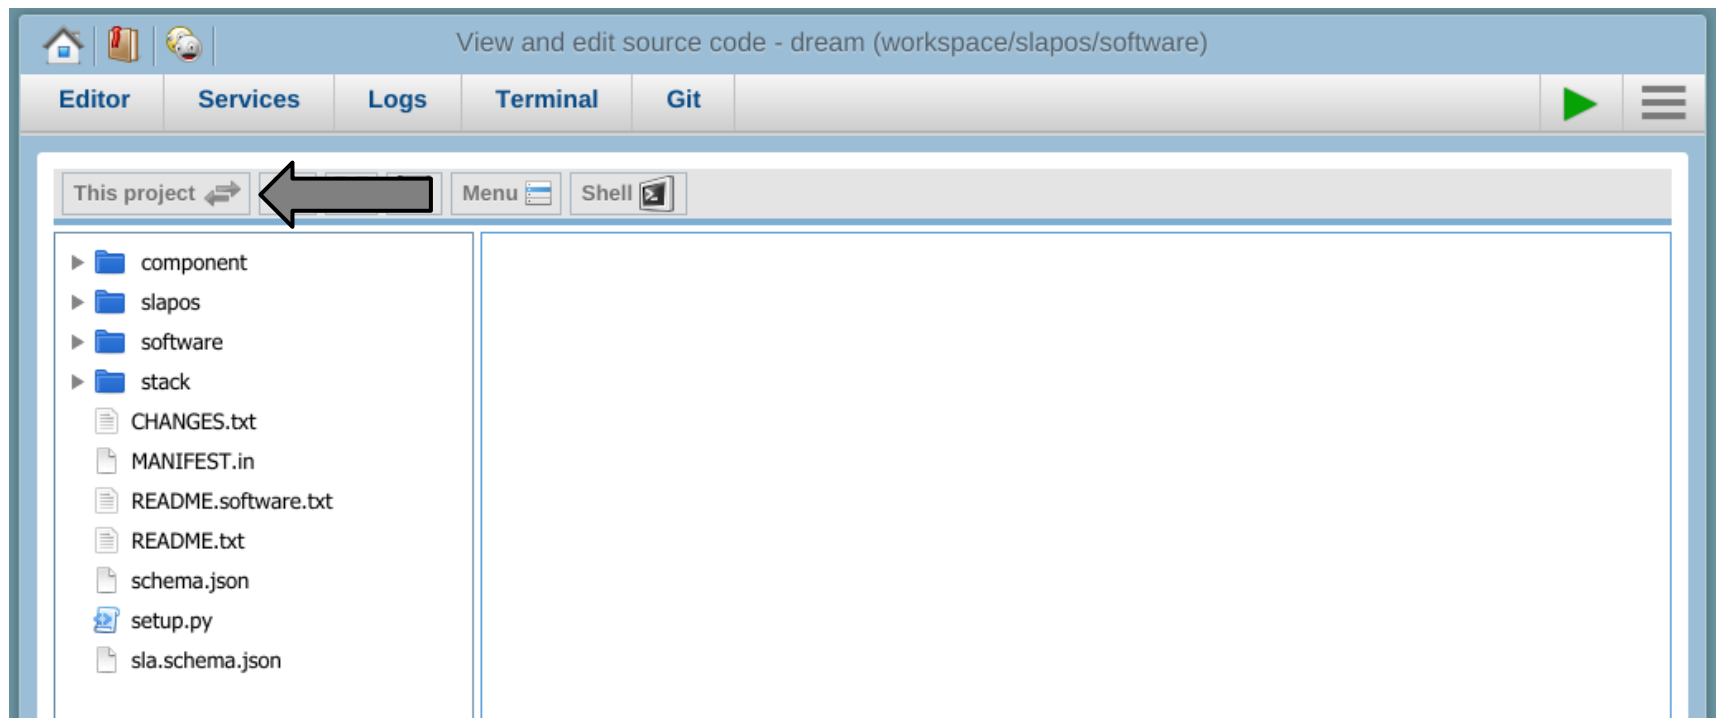 View and edit source code - dream (workspace/slapos/software)
Editor Services Logs Terminal Git
This project Menu Shell
component
slapos
software
stack
CHANGES.txt
MANIFEST.in
README.software.txt
README.txt
schema.json
setup.py
sla.schema.json